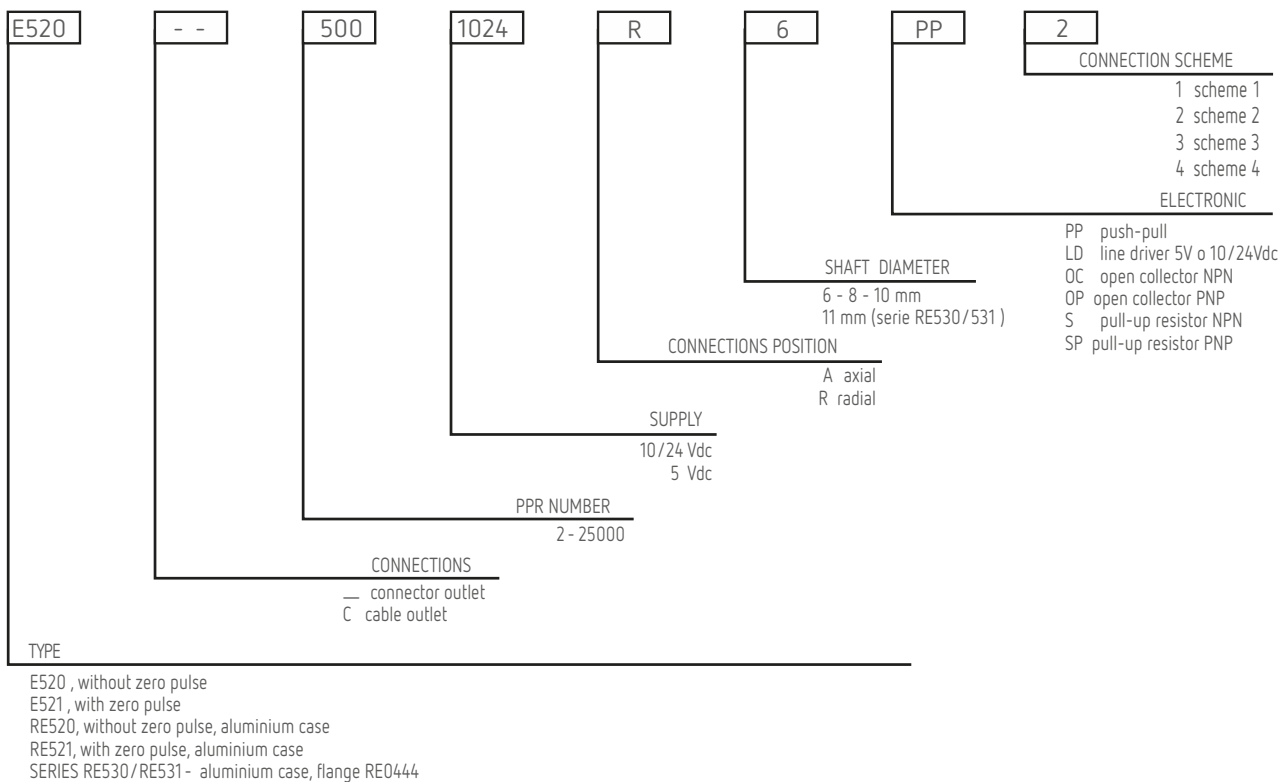 E520 - - 500 1024 R 6 PP 2
CONNECTION SCHEME
1 scheme 1
2 scheme 2
3 scheme 3
4 scheme 4
ELECTRONIC
PP push-pull
LD line driver 5V o 10/24Vdc
OC open collector NPN
OP open collector PNP
S pull-up resistor NPN
SP pull-up resistor PNP
SHAFT DIAMETER
6 - 8 - 10 mm
11 mm (serie RE530/531 )
CONNECTIONS POSITION
A axial
R radial
SUPPLY
10/24 Vdc
5 Vdc
PPR NUMBER
2 - 25000
CONNECTIONS
__ connector outlet
C cable outlet
TYPE
E520 , without zero pulse
E521 , with zero pulse
RE520, without zero pulse, aluminium case
RE521, with zero pulse, aluminium case
SERIES RE530/RE531 - aluminium case, flange RE0444